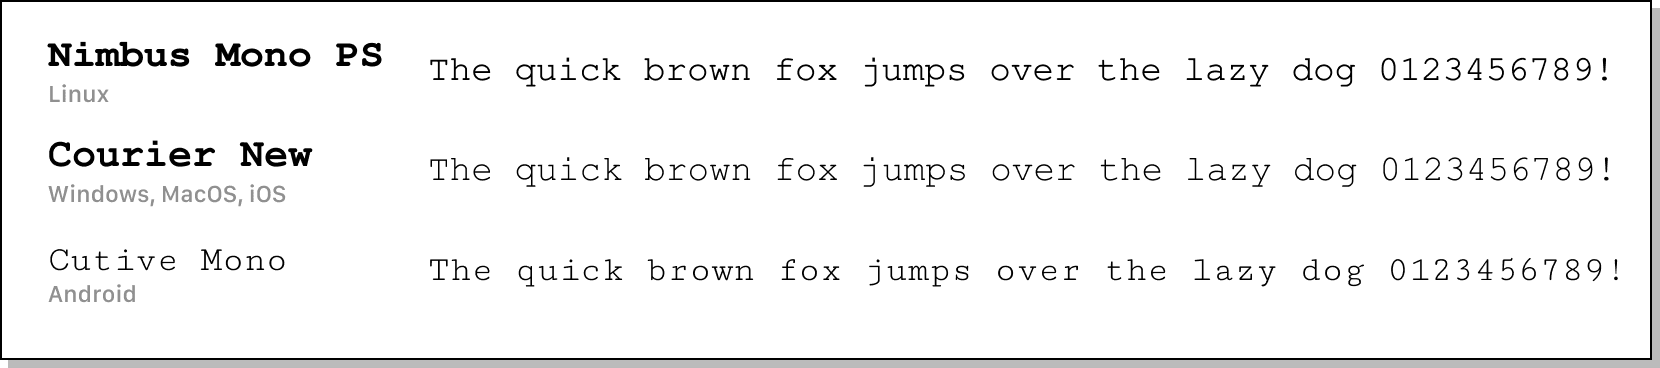 Nimbus Mono PS The quick brown fox jumps over the lazy dog 0123456789!
Linux
Courier New The quick brown fox jumps over the lazy dog 0123456789!
Windows, MacOS, iOS
Cutive Mono The quick brown fox jumps over the lazy dog 0123456789!
Android